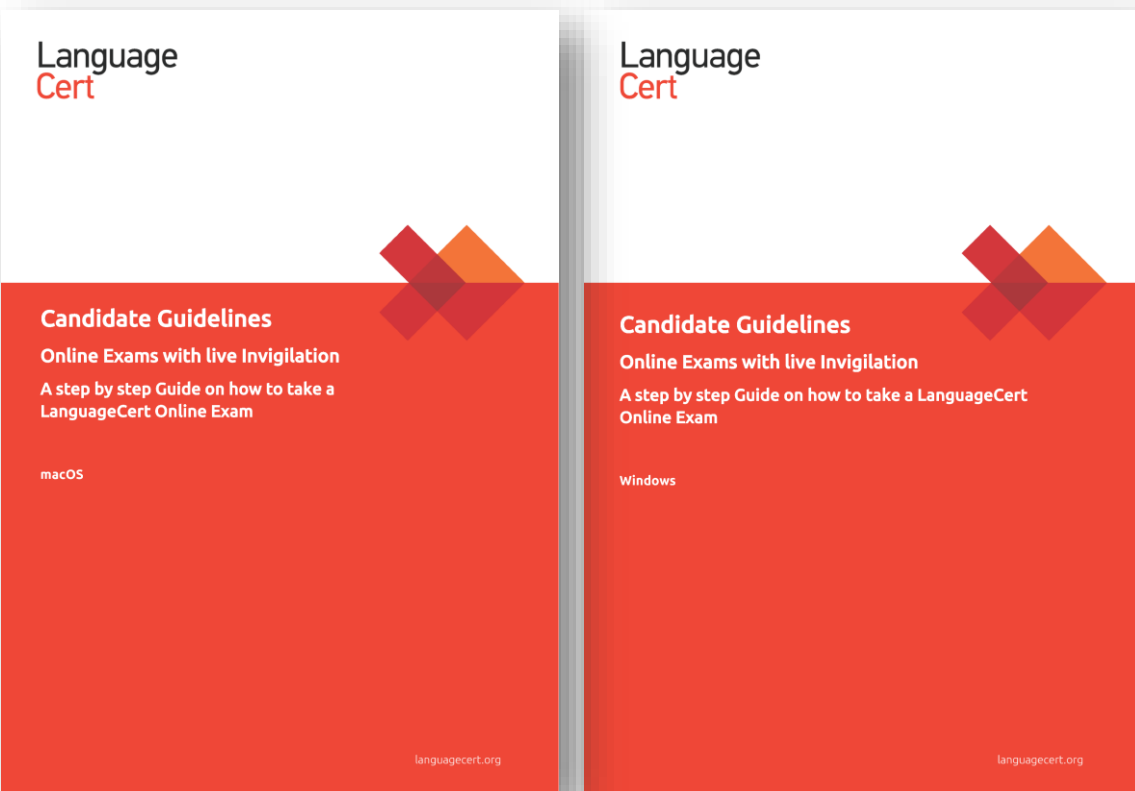 Language
Cert
Candidate Guidelines
Online Exams with live Invigilation
A step by step Guide on how to take a
LanguageCert Online Exam
macOS
languagecert.org
Language
Cert
Candidate Guidelines
Online Exams with live Invigilation
A step by step Guide on how to take a LanguageCert
Online Exam
Windows
languagecert.org